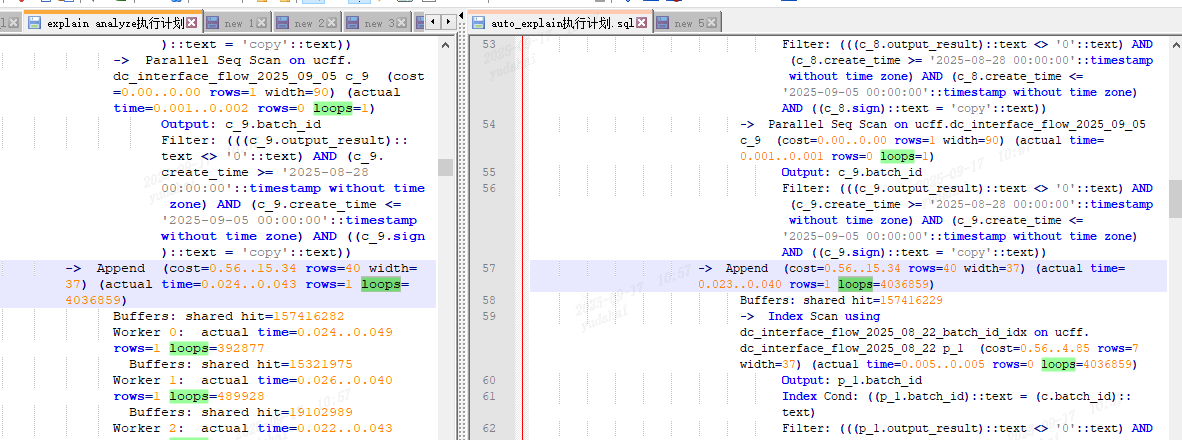 explain analyze执行计划
new 1
new 2
new 3
)::text = 'copy'::text))
->  Parallel Seq Scan on ucff.
dc_interface_flow_2025_09_05 c_9  (cost
=0.00..0.00 rows=1 width=90) (actual
time=0.001..0.002 rows=0 loops=1)
Output: c_9.batch_id
Filter: (((c_9.output_result)::
text <> '0'::text) AND (c_9.
create_time >= '2025-08-28
00:00:00'::timestamp without time
zone) AND (c_9.create_time <=
'2025-09-05 00:00:00'::timestamp
without time zone) AND ((c_9.sign
)::text = 'copy'::text))
->  Append  (cost=0.56..15.34 rows=40 width=
37) (actual time=0.024..0.043 rows=1 loops=
4036859)
Buffers: shared hit=157416282
Worker 0:  actual time=0.024..0.049
rows=1 loops=392877
Buffers: shared hit=15321975
Worker 1:  actual time=0.026..0.040
rows=1 loops=489928
Buffers: shared hit=19102989
Worker 2:  actual time=0.022..0.043
auto_explain执行计划.sql
new 5
53 Filter: (((c_8.output_result)::text <> '0'::text) AND
(c_8.create_time >= '2025-08-28 00:00:00'::timestamp
without time zone) AND (c_8.create_time <=
'2025-09-05 00:00:00'::timestamp without time zone)
AND ((c_8.sign)::text = 'copy'::text))
54 ->  Parallel Seq Scan on ucff.dc_interface_flow_2025_09_05
c_9  (cost=0.00..0.00 rows=1 width=90) (actual time=
0.001..0.001 rows=0 loops=1)
55 Output: c_9.batch_id
56 Filter: (((c_9.output_result)::text <> '0'::text) AND
(c_9.create_time >= '2025-08-28 00:00:00'::timestamp
without time zone) AND (c_9.create_time <=
'2025-09-05 00:00:00'::timestamp without time zone)
AND ((c_9.sign)::text = 'copy'::text))
57 ->  Append  (cost=0.56..15.34 rows=40 width=37) (actual time=
0.023..0.040 rows=1 loops=4036859)
58 Buffers: shared hit=157416229
59 ->  Index Scan using
dc_interface_flow_2025_08_22_batch_id_idx on ucff.
dc_interface_flow_2025_08_22 p_1  (cost=0.56..4.85 rows=7
width=37) (actual time=0.005..0.005 rows=0 loops=4036859)
60 Output: p_1.batch_id
61 Index Cond: ((p_1.batch_id)::text = (c.batch_id)::
text)
62 Filter: (((p_1.output_result)::text <> '0'::text) AND